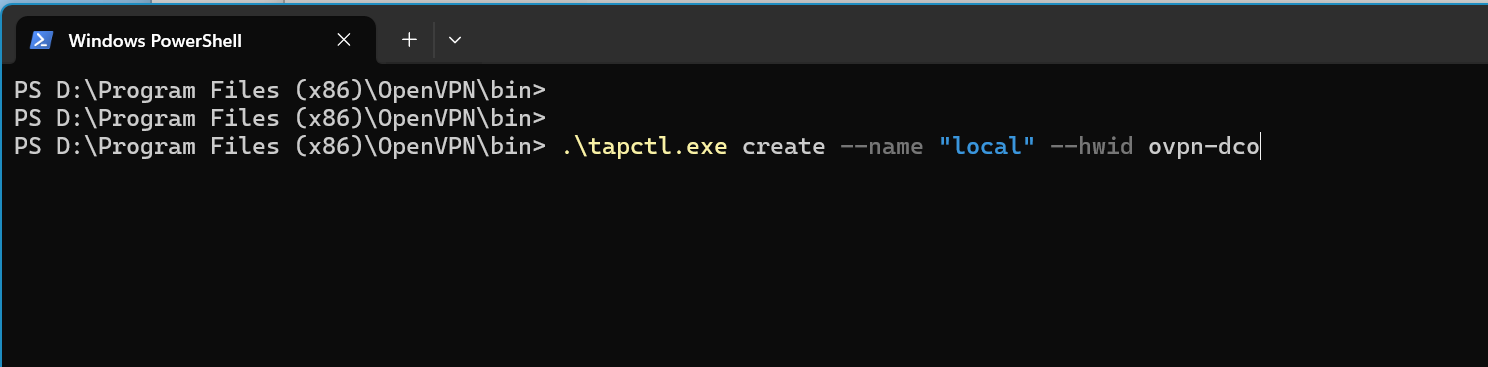 Windows PowerShell
PS D:\Program Files (x86)\OpenVPN\bin>
PS D:\Program Files (x86)\OpenVPN\bin>
PS D:\Program Files (x86)\OpenVPN\bin> .\tapctl.exe create --name "local" --hwid ovpn-dco